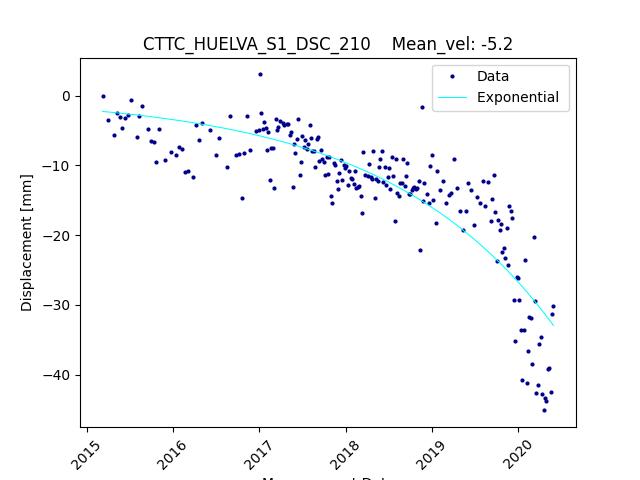 CTTC_HUELVA_S1_DSC_210 Mean_vel: -5.2
Data
Exponential
Displacement [mm]
0
−10
−20
−30
−40
2015
2016
2017
2018
2019
2020